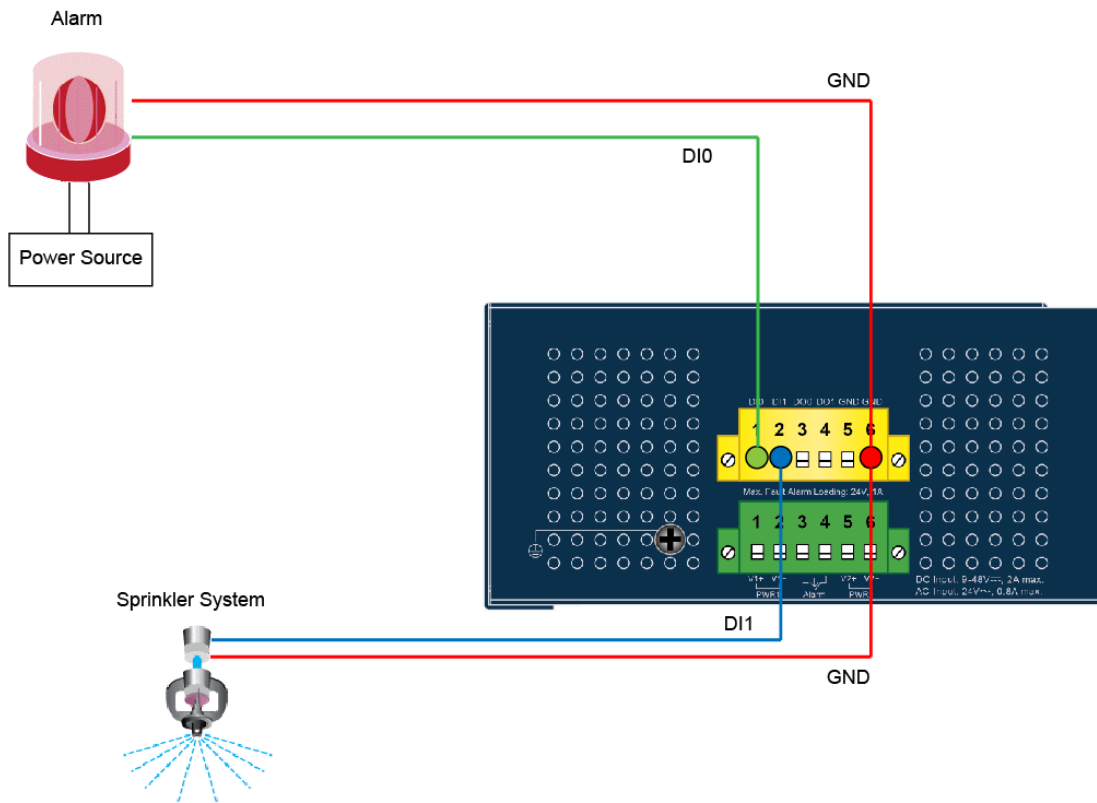 Alarm
GND
DI0
Power Source
DI0 DI1 DO0 DO1 GND GND
1 2 3 4 5 6
Max. Fault Alarm Loading: 24V, 1A
1 2 3 4 5 6
V1+ V1- V2+ V2-
PWR1 Alarm
DC Input: 9-48V⎓, 2A max.
AC Input: 24V~, 0.8A max.
Sprinkler System
DI1
GND